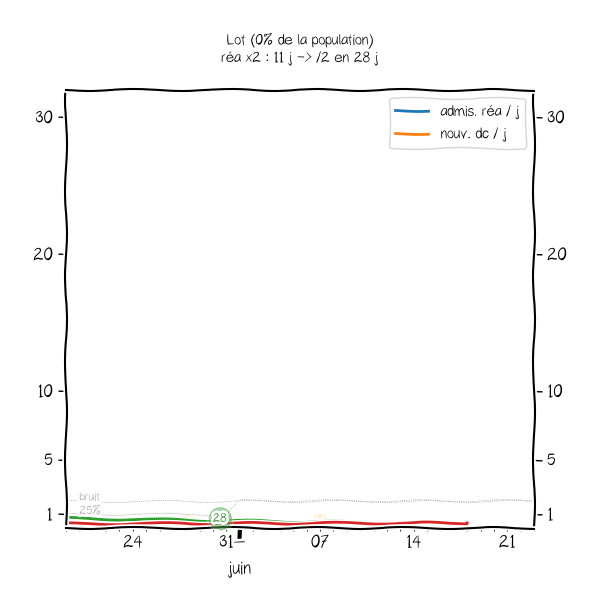 Lot (0% de la population)
réa x2 : 11 j -> /2 en 28 j
admis. réa / j
nouv. dc / j
30
30
20
20
10
10
5
5
bruit
25%
28
1
1
24
31
07
14
21
juin